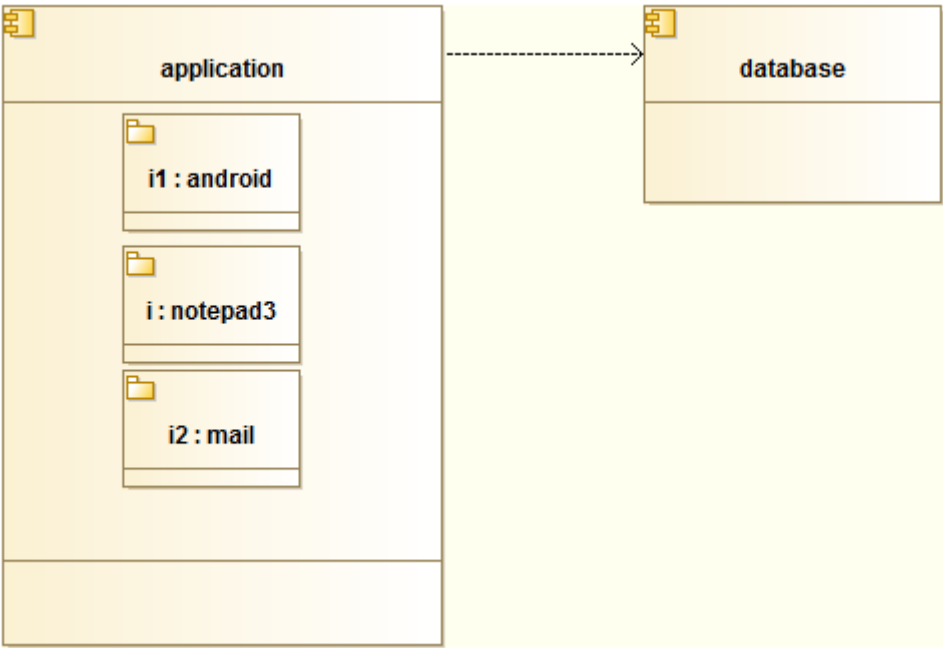 application
database
i1 : android
i : notepad3
i2 : mail